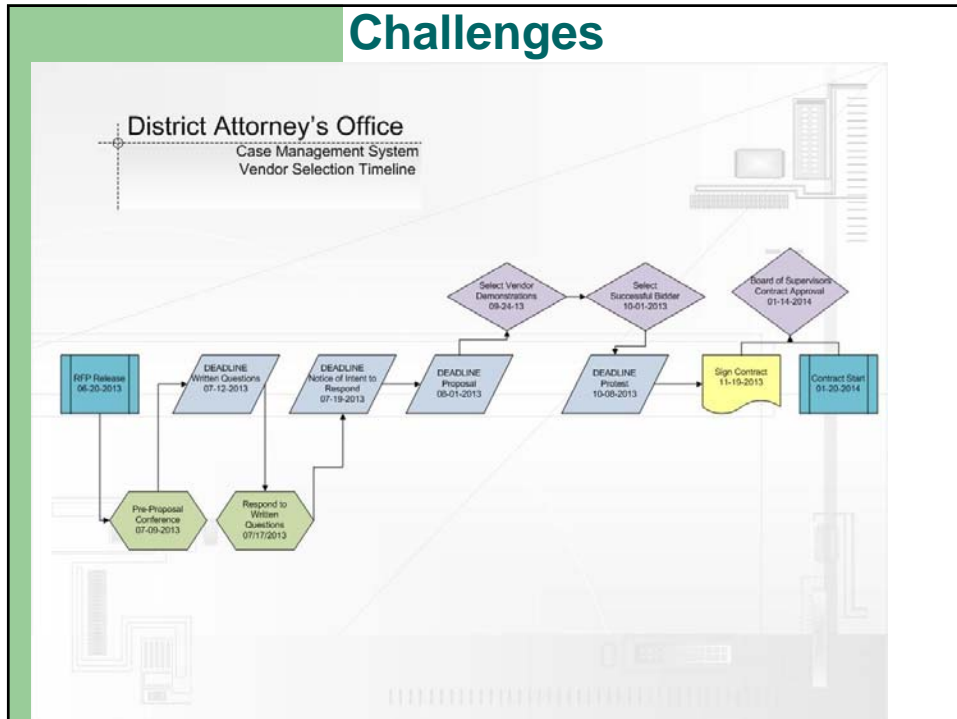 Challenges
District Attorney's Office
Case Management System
Vendor Selection Timeline
Select Vendor
Demonstrations
09-24-13
Select
Successful Bidder
10-01-2013
Board of Supervisors
Contract Approval
01-14-2014
RFP Release
06-20-2013
DEADLINE
Written Questions
07-12-2013
DEADLINE
Notice of Intent to
Respond
07-19-2013
DEADLINE
Proposal
08-01-2013
DEADLINE
Protest
10-08-2013
Sign Contract
11-19-2013
Contract Start
01-20-2014
Pre-Proposal
Conference
07-09-2013
Respond to
Written
Questions
07/17/2013